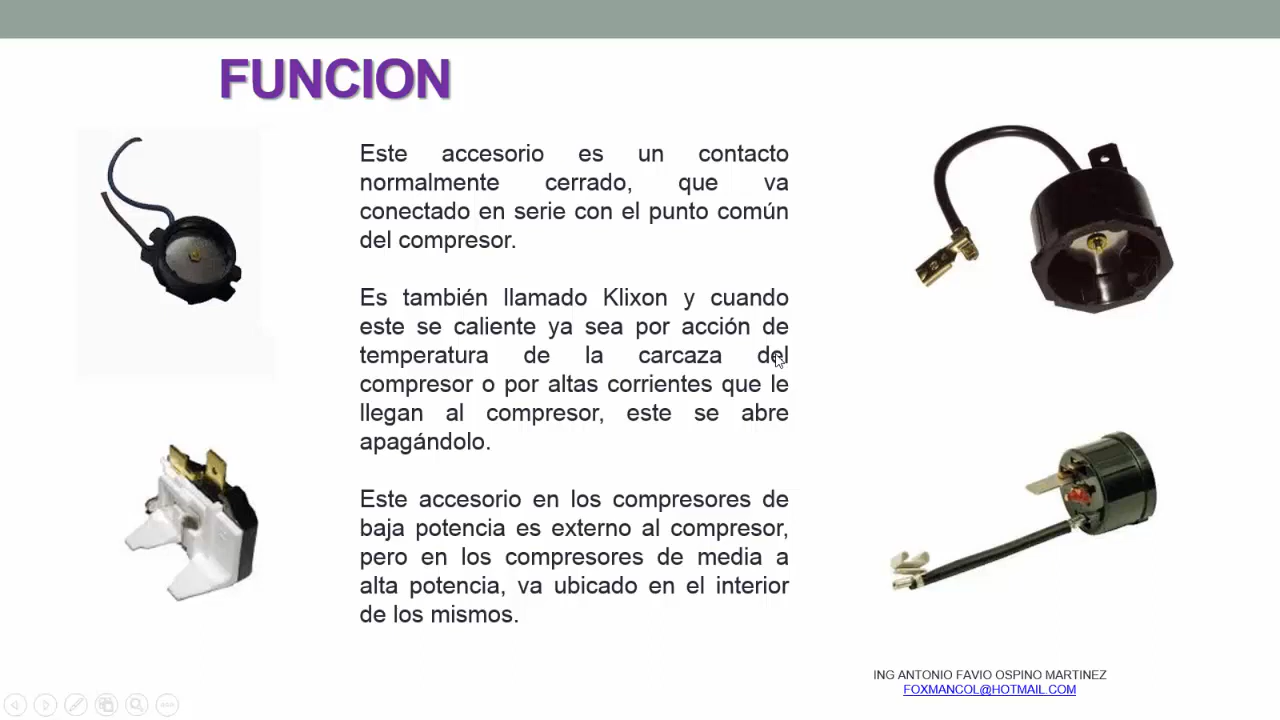 FUNCION
Este accesorio es un contacto
normalmente cerrado, que va
conectado en serie con el punto común
del compresor.
Es también llamado Klixon y cuando
este se caliente ya sea por acción de
temperatura de la carcaza del
compresor o por altas corrientes que le
llegan al compresor, este se abre
apagándolo.
Este accesorio en los compresores de
baja potencia es externo al compresor,
pero en los compresores de media a
alta potencia, va ubicado en el interior
de los mismos.
ING ANTONIO FAVIO OSPINO MARTINEZ
FOXMANCOL@HOTMAIL.COM